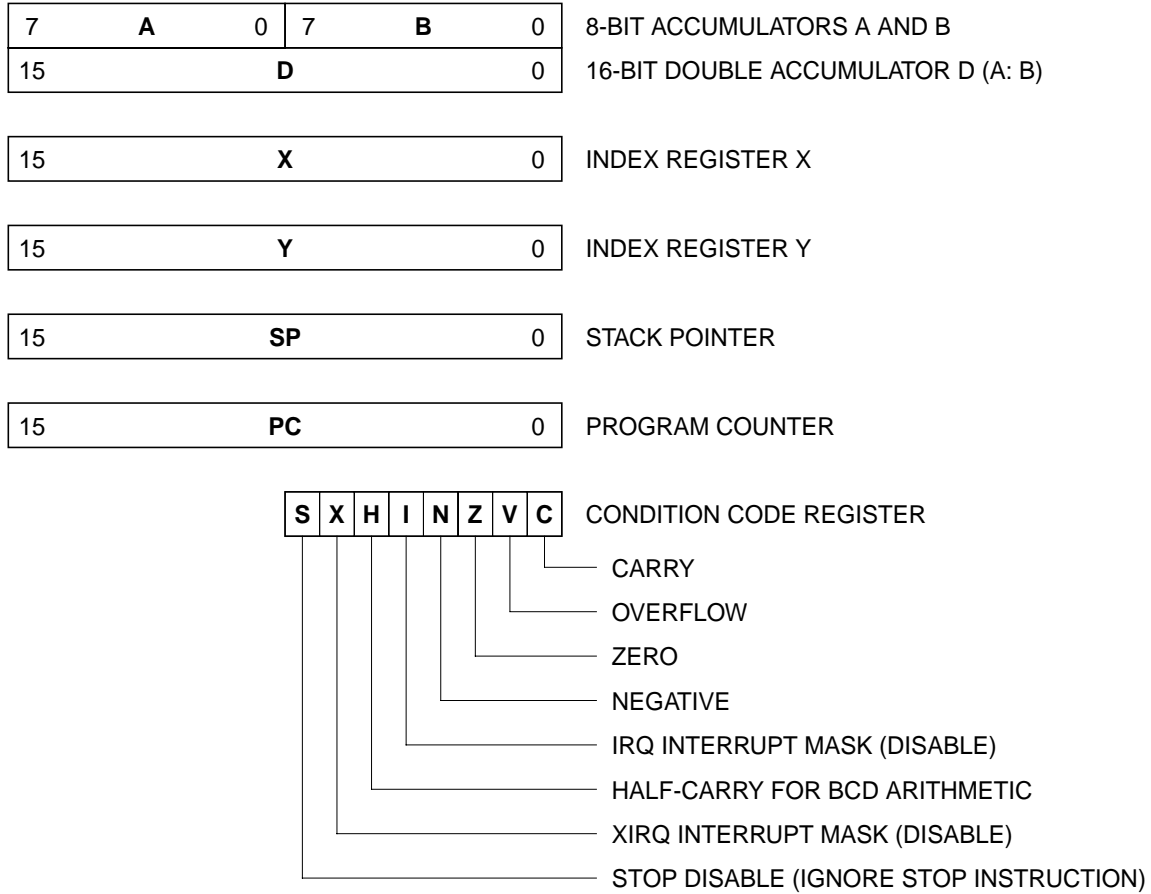 7 A 0 7 B 0 8-BIT ACCUMULATORS A AND B
15 D 0 16-BIT DOUBLE ACCUMULATOR D (A: B)
15 X 0 INDEX REGISTER X
15 Y 0 INDEX REGISTER Y
15 SP 0 STACK POINTER
15 PC 0 PROGRAM COUNTER
S X H I N Z V C CONDITION CODE REGISTER
CARRY
OVERFLOW
ZERO
NEGATIVE
IRQ INTERRUPT MASK (DISABLE)
HALF-CARRY FOR BCD ARITHMETIC
XIRQ INTERRUPT MASK (DISABLE)
STOP DISABLE (IGNORE STOP INSTRUCTION)